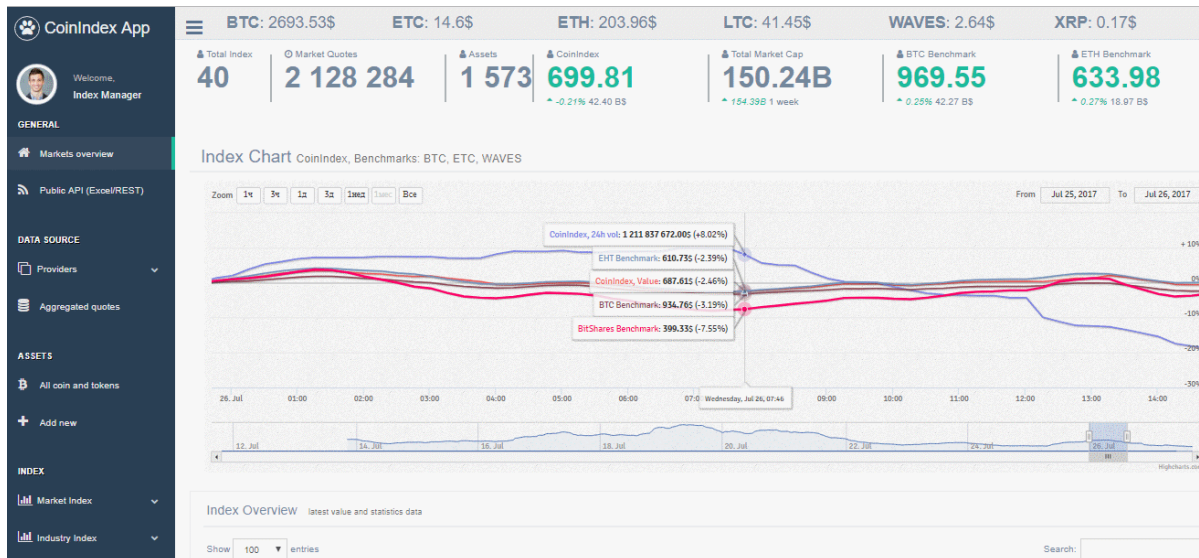 CoinIndex App
BTC: 2693.53$ ETC: 14.6$ ETH: 203.96$ LTC: 41.45$ WAVES: 2.64$ XRP: 0.17$
Welcome,
Index Manager
Total Index Market Quotes Assets CoinIndex Total Market Cap BTC Benchmark ETH Benchmark
40 2 128 284 1 573 699.81 150.24B 969.55 633.98
-0.21% 42.40 B$ 154.39B 1 week 0.25% 42.27 B$ 0.27% 18.97 B$
GENERAL
Markets overview
Public API (Excel/REST)
DATA SOURCE
Providers
Aggregated quotes
ASSETS
All coin and tokens
Add new
INDEX
Market Index
Industry Index
Index Chart CoinIndex, Benchmarks: BTC, ETC, WAVES
Zoom 1ч 3ч 1д 3д 1мед 1мес Все
From Jul 25, 2017 To Jul 26, 2017
CoinIndex, 24h vol: 1 211 837 672.00$ (+8.02%)
EHT Benchmark: 610.73$ (-2.39%)
CoinIndex, Value: 687.61$ (-2.46%)
BTC Benchmark: 934.76$ (-3.19%)
BitShares Benchmark: 399.33$ (-7.55%)
+10%
0%
-10%
-20%
-30%
26. Jul 01:00 02:00 03:00 04:00 05:00 06:00 07:0 Wednesday, Jul 26, 07:46 09:00 10:00 11:00 12:00 13:00 14:00
12. Jul 14. Jul 16. Jul 18. Jul 20. Jul 22. Jul 24. Jul 26. Jul
Highcharts.co
Index Overview latest value and statistics data
Show 100 entries
Search: